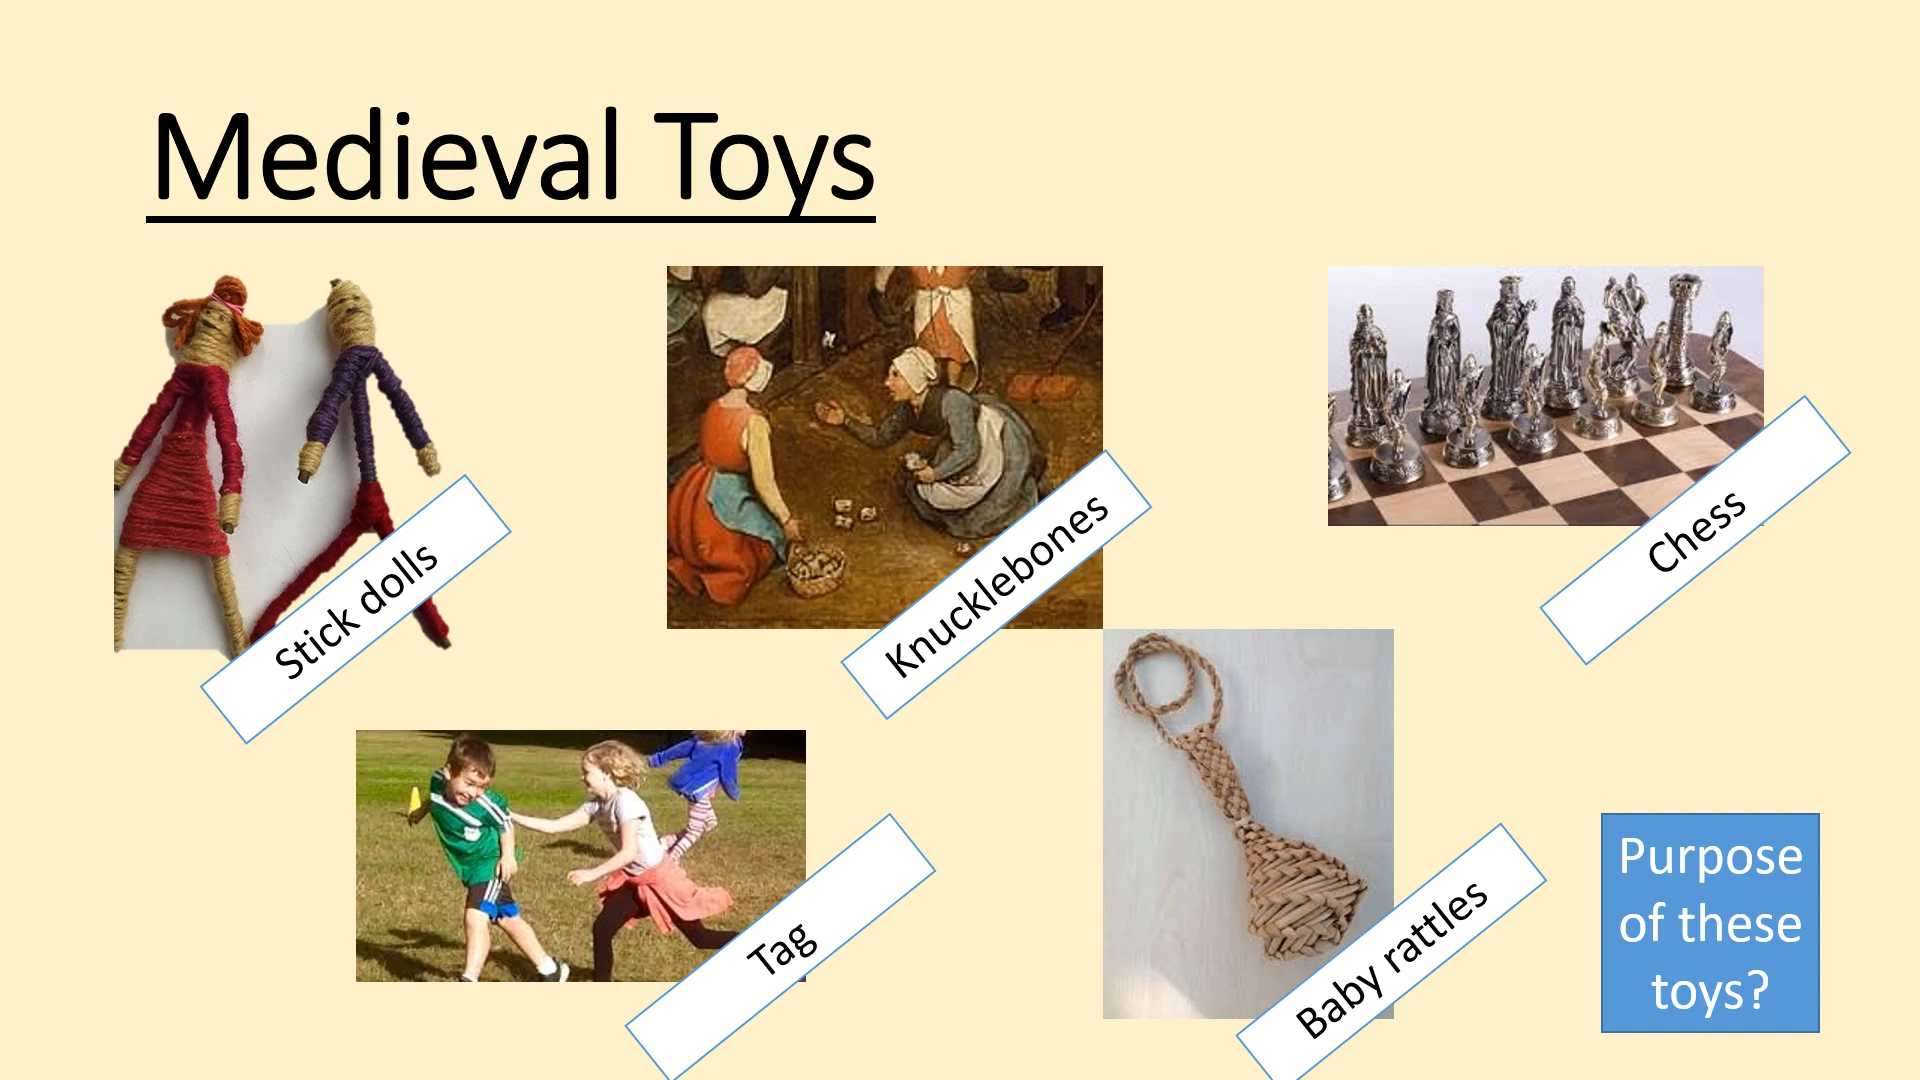 Medieval Toys
Stick dolls
Knucklebones
Chess
Tag
Baby rattles
Purpose
of these
toys?